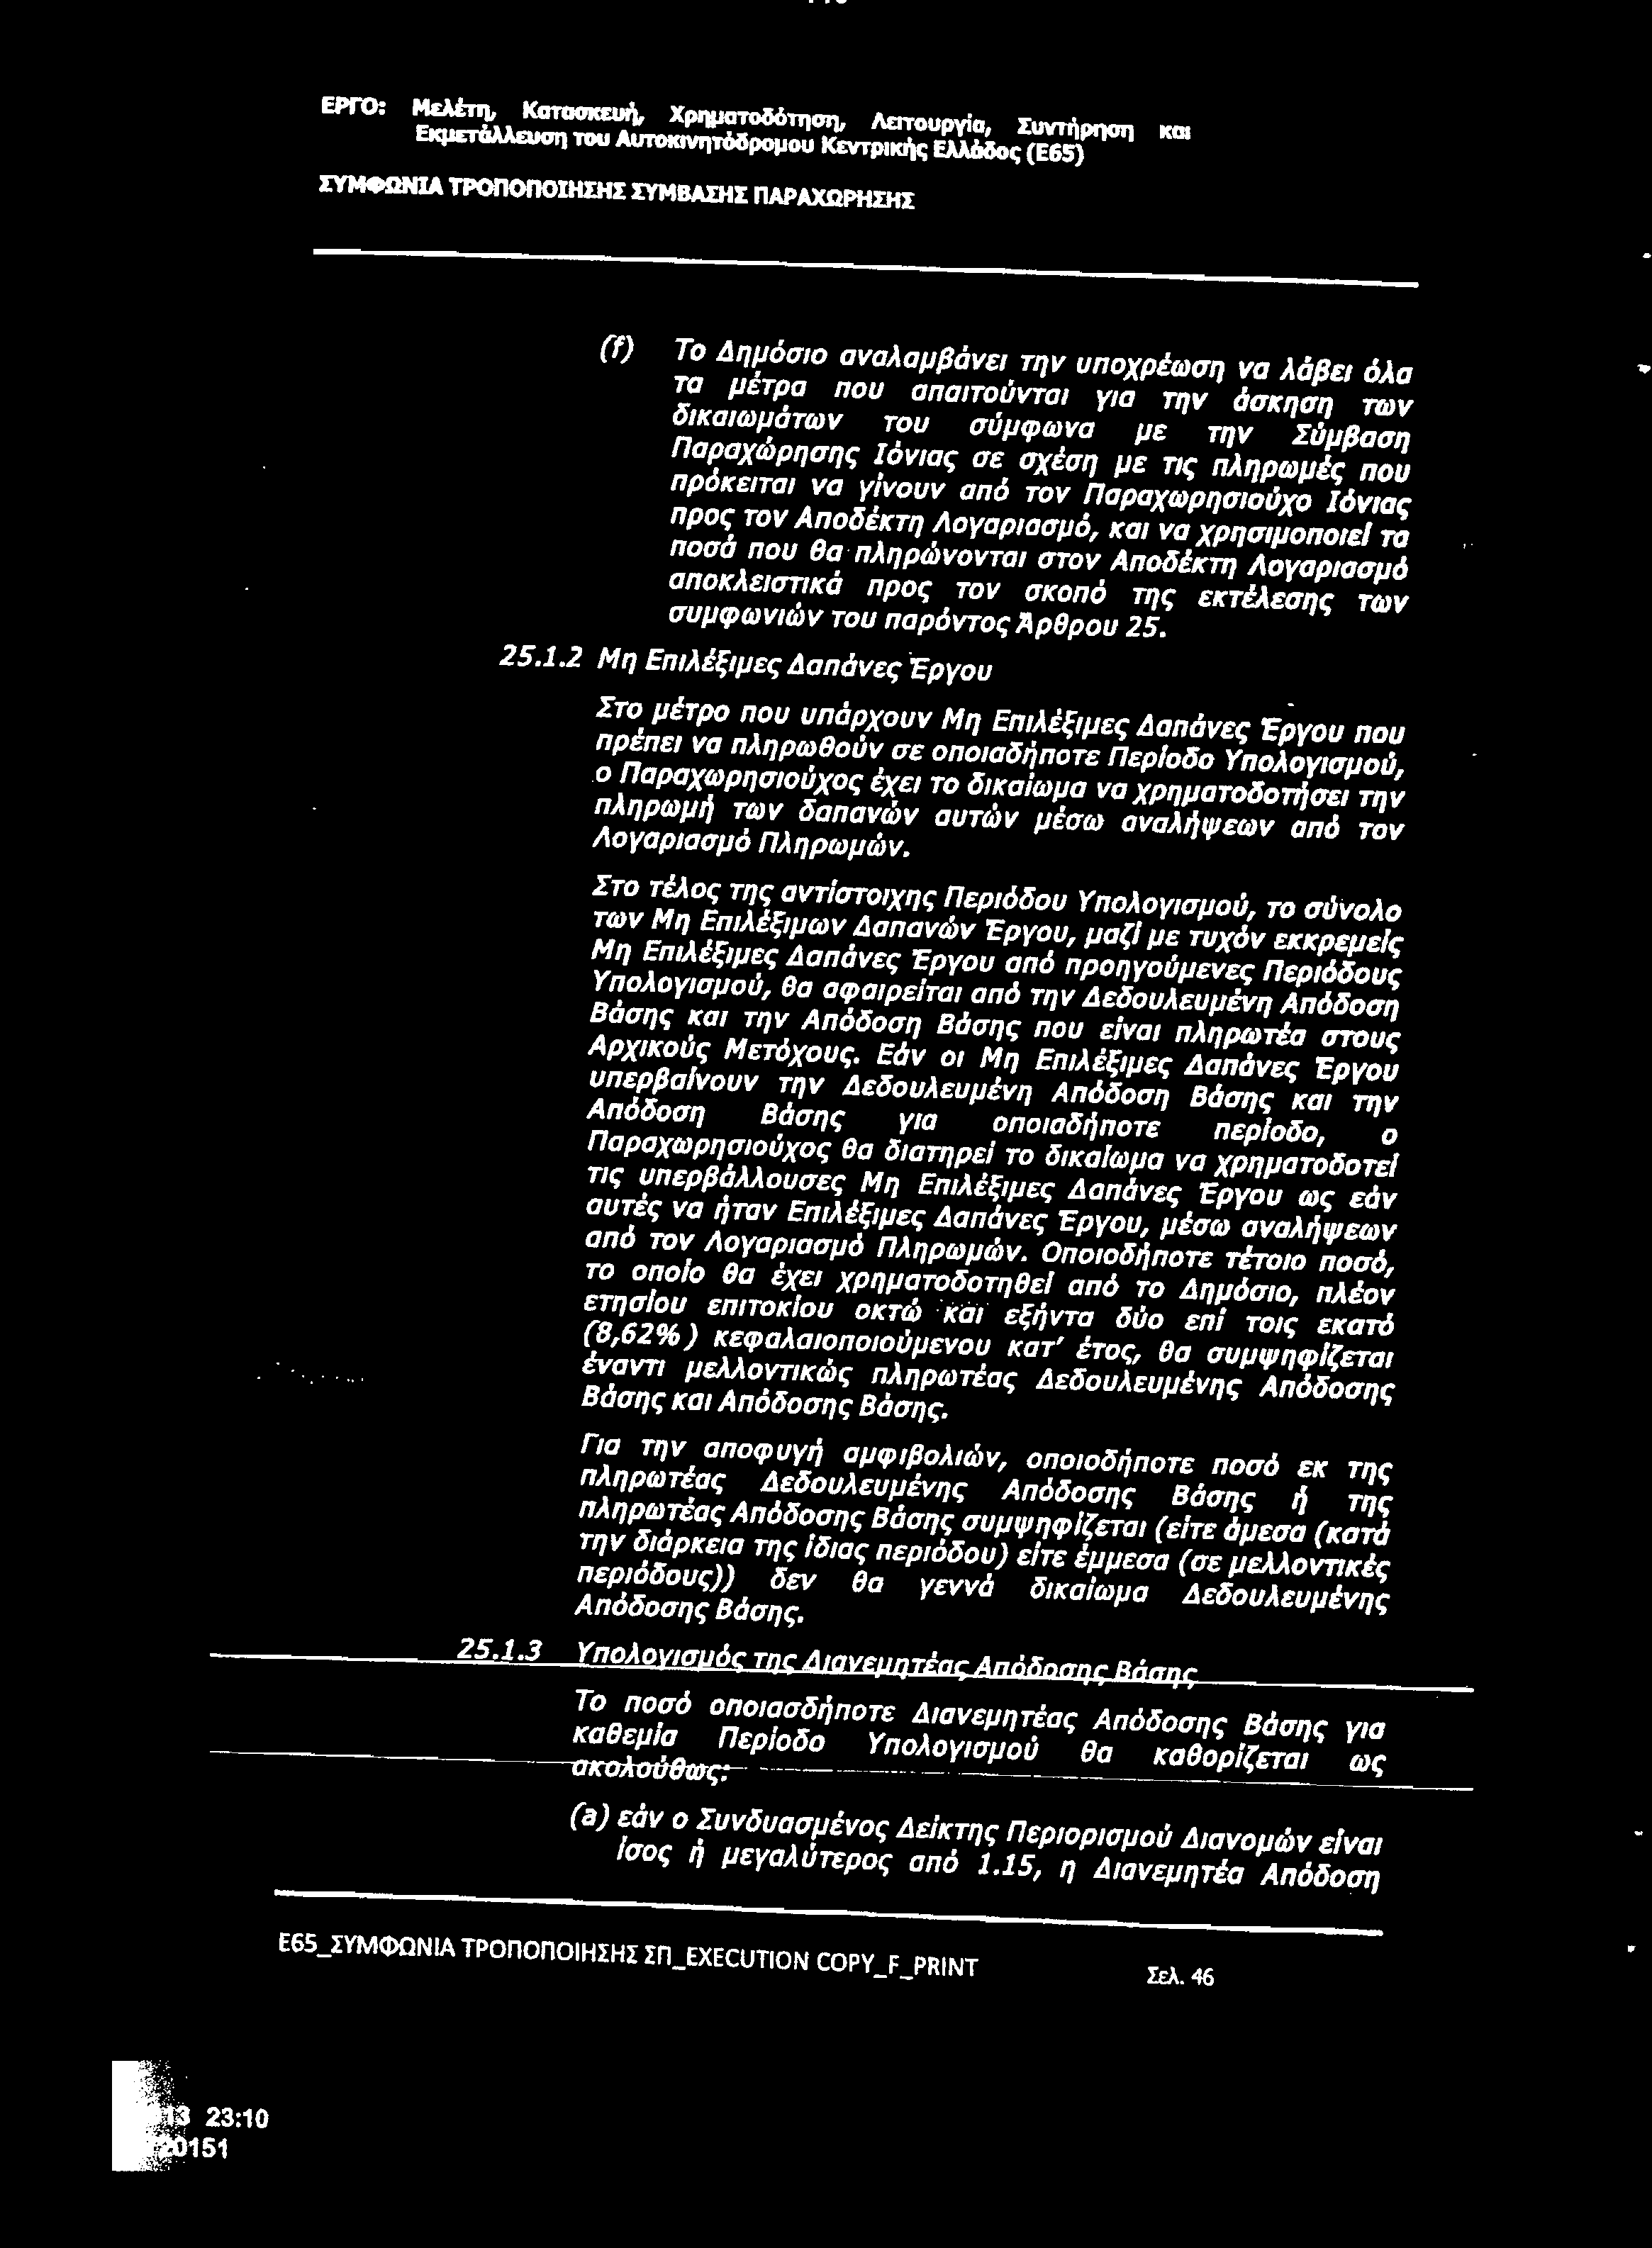 ΕΡΓΟ: Μελέτη, Κατασκευή, Χρηματοδότηση, Λειτουργία, Συντήρηση και
Εκμετάλλευση του Αυτοκινητόδρομου Κεντρικής Ελλάδος (Ε65)
ΣΥΜΦΩΝΙΑ ΤΡΟΠΟΠΟΙΗΣΗΣ ΣΥΜΒΑΣΗΣ ΠΑΡΑΧΩΡΗΣΗΣ
(f) Το Δημόσιο αναλαμβάνει την υποχρέωση να λάβει όλα
τα μέτρα που απαιτούνται για την άσκηση των
δικαιωμάτων του σύμφωνα με την Σύμβαση
Παραχώρησης Ιόνιας σε σχέση με τις πληρωμές που
πρόκειται να γίνουν από τον Παραχωρησιούχο Ιόνιας
προς τον Αποδέκτη Λογαριασμό, και να χρησιμοποιεί τα
ποσά που θα πληρώνονται στον Αποδέκτη Λογαριασμό
αποκλειστικά προς τον σκοπό της εκτέλεσης των
συμφωνιών του παρόντος Άρθρου 25.
25.1.2 Μη Επιλέξιμες Δαπάνες Έργου
Στο μέτρο που υπάρχουν Μη Επιλέξιμες Δαπάνες Έργου που
πρέπει να πληρωθούν σε οποιαδήποτε Περίοδο Υπολογισμού,
ο Παραχωρησιούχος έχει το δικαίωμα να χρηματοδοτήσει την
πληρωμή των δαπανών αυτών μέσω αναλήψεων από τον
Λογαριασμό Πληρωμών.
Στο τέλος της αντίστοιχης Περιόδου Υπολογισμού, το σύνολο
των Μη Επιλέξιμων Δαπανών Έργου, μαζί με τυχόν εκκρεμείς
Μη Επιλέξιμες Δαπάνες Έργου από προηγούμενες Περιόδους
Υπολογισμού, θα αφαιρείται από την Δεδουλευμένη Απόδοση
Βάσης και την Απόδοση Βάσης που είναι πληρωτέα στους
Αρχικούς Μετόχους. Εάν οι Μη Επιλέξιμες Δαπάνες Έργου
υπερβαίνουν την Δεδουλευμένη Απόδοση Βάσης και την
Απόδοση Βάσης για οποιαδήποτε περίοδο, ο
Παραχωρησιούχος θα διατηρεί το δικαίωμα να χρηματοδοτεί
τις υπερβάλλουσες Μη Επιλέξιμες Δαπάνες Έργου ως εάν
αυτές να ήταν Επιλέξιμες Δαπάνες Έργου, μέσω αναλήψεων
από τον Λογαριασμό Πληρωμών. Οποιοδήποτε τέτοιο ποσό,
το οποίο θα έχει χρηματοδοτηθεί από το Δημόσιο, πλέον
ετησίου επιτοκίου οκτώ και εξήντα δύο επί τοις εκατό
(8,62%) κεφαλαιοποιούμενου κατ' έτος, θα συμψηφίζεται
έναντι μελλοντικώς πληρωτέας Δεδουλευμένης Απόδοσης
Βάσης και Απόδοσης Βάσης.
Για την αποφυγή αμφιβολιών, οποιοδήποτε ποσό εκ της
πληρωτέας Δεδουλευμένης Απόδοσης Βάσης ή της
πληρωτέας Απόδοσης Βάσης συμψηφίζεται (είτε άμεσα (κατά
την διάρκεια της ίδιας περιόδου) είτε έμμεσα (σε μελλοντικές
περιόδους)) δεν θα γεννά δικαίωμα Δεδουλευμένης
Απόδοσης Βάσης.
25.1.3 Υπολογισμός της Διανεμητέας Απόδοσης Βάσης
Το ποσό οποιασδήποτε Διανεμητέας Απόδοσης Βάσης για
καθεμία Περίοδο Υπολογισμού θα καθορίζεται ως
ακολούθως:
(a) εάν ο Συνδυασμένος Δείκτης Περιορισμού Διανομών είναι
ίσος ή μεγαλύτερος από 1.15, η Διανεμητέα Απόδοση
Ε65_ΣΥΜΦΩΝΙΑ ΤΡΟΠΟΠΟΙΗΣΗΣ ΣΠ_EXECUTION COPY_F_PRINT Σελ. 46
13 23:10
20151